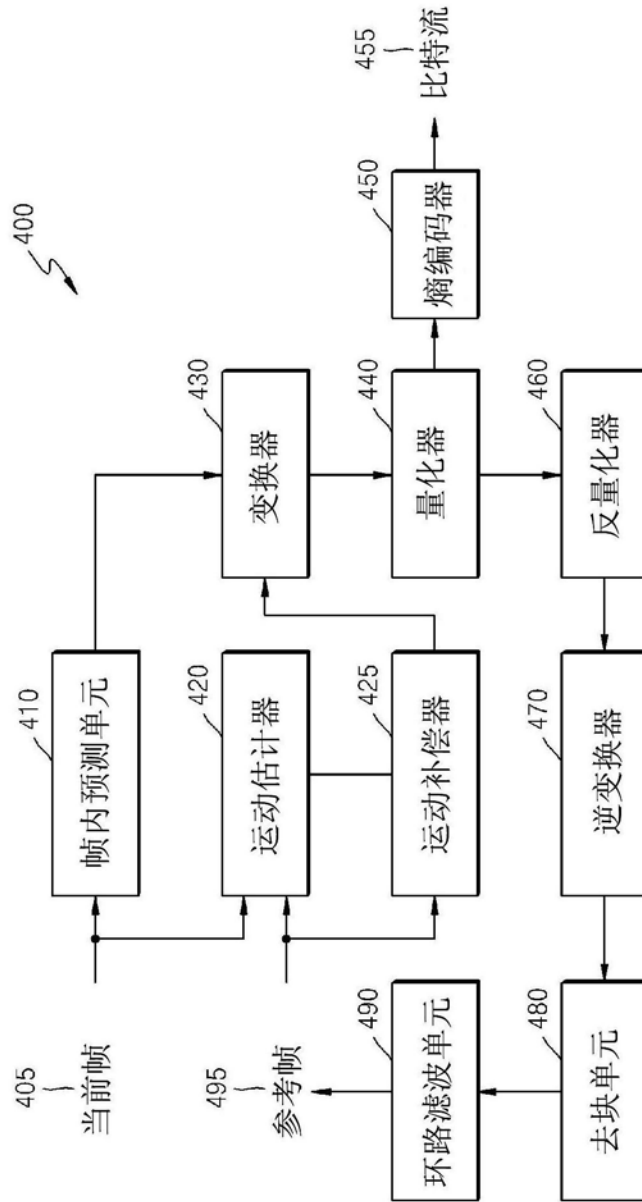 400
405
当前帧
410
帧内预测单元
430
变换器
495
参考帧
420
运动估计器
440
量化器
450
熵编码器
455
比特流
490
环路滤波单元
425
运动补偿器
480
去块单元
470
逆变换器
460
反量化器